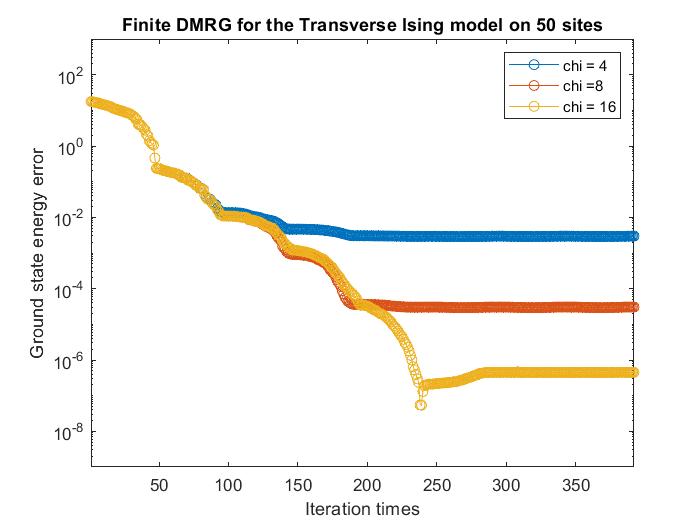 Finite DMRG for the Transverse Ising model on 50 sites
chi = 4
chi =8
chi = 16
10^2
10^0
10^-2
10^-4
10^-6
10^-8
Ground state energy error
50 100 150 200 250 300 350
Iteration times